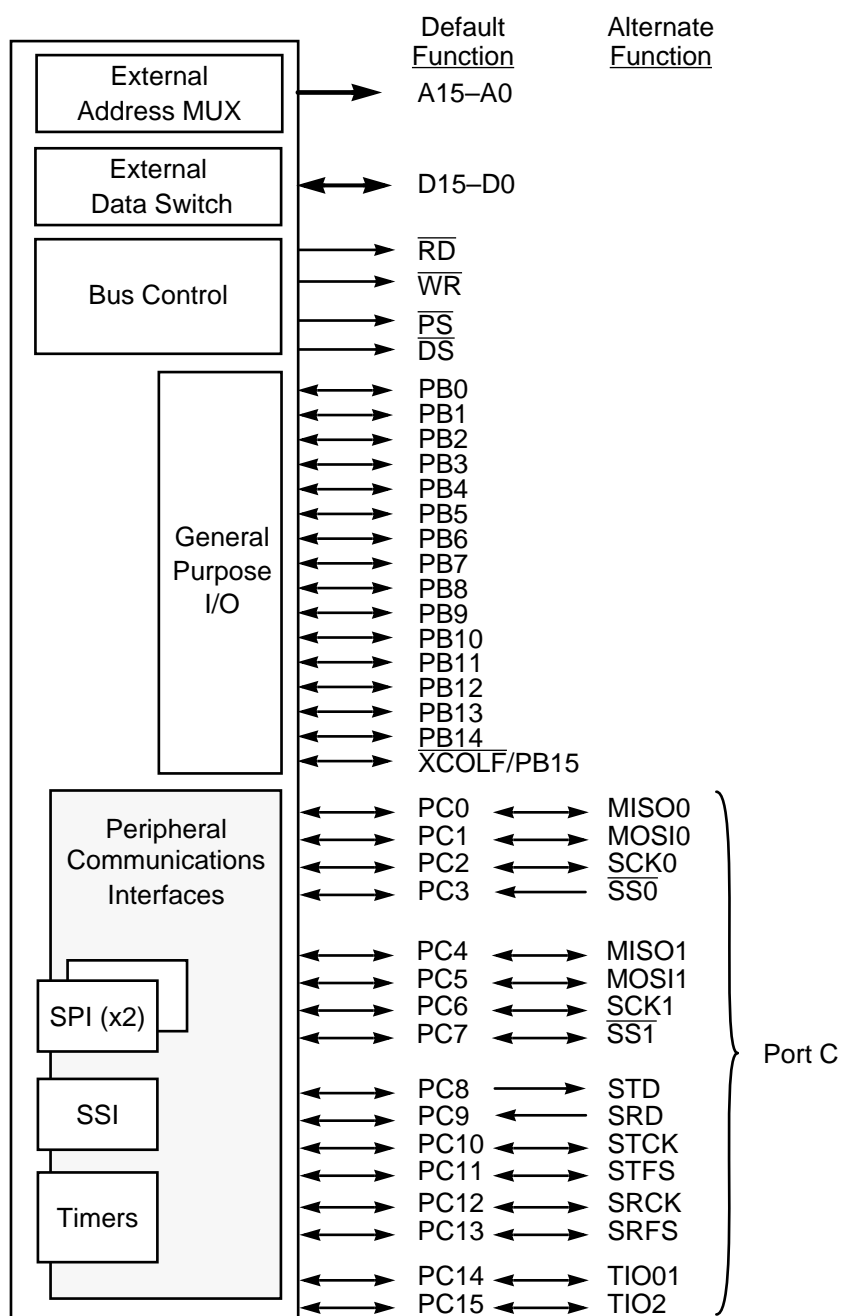 Default Alternate
Function Function
External
Address MUX
A15–A0
External
Data Switch
D15–D0
Bus Control
RD
WR
PS
DS
General
Purpose
I/O
PB0
PB1
PB2
PB3
PB4
PB5
PB6
PB7
PB8
PB9
PB10
PB11
PB12
PB13
PB14
XCOLF/PB15
Peripheral
Communications
Interfaces
SPI (x2)
SSI
Timers
PC0 MISO0
PC1 MOSI0
PC2 SCK0
PC3 SS0
PC4 MISO1
PC5 MOSI1
PC6 SCK1
PC7 SS1
PC8 STD
PC9 SRD
PC10 STCK
PC11 STFS
PC12 SRCK
PC13 SRFS
PC14 TIO01
PC15 TIO2
Port C